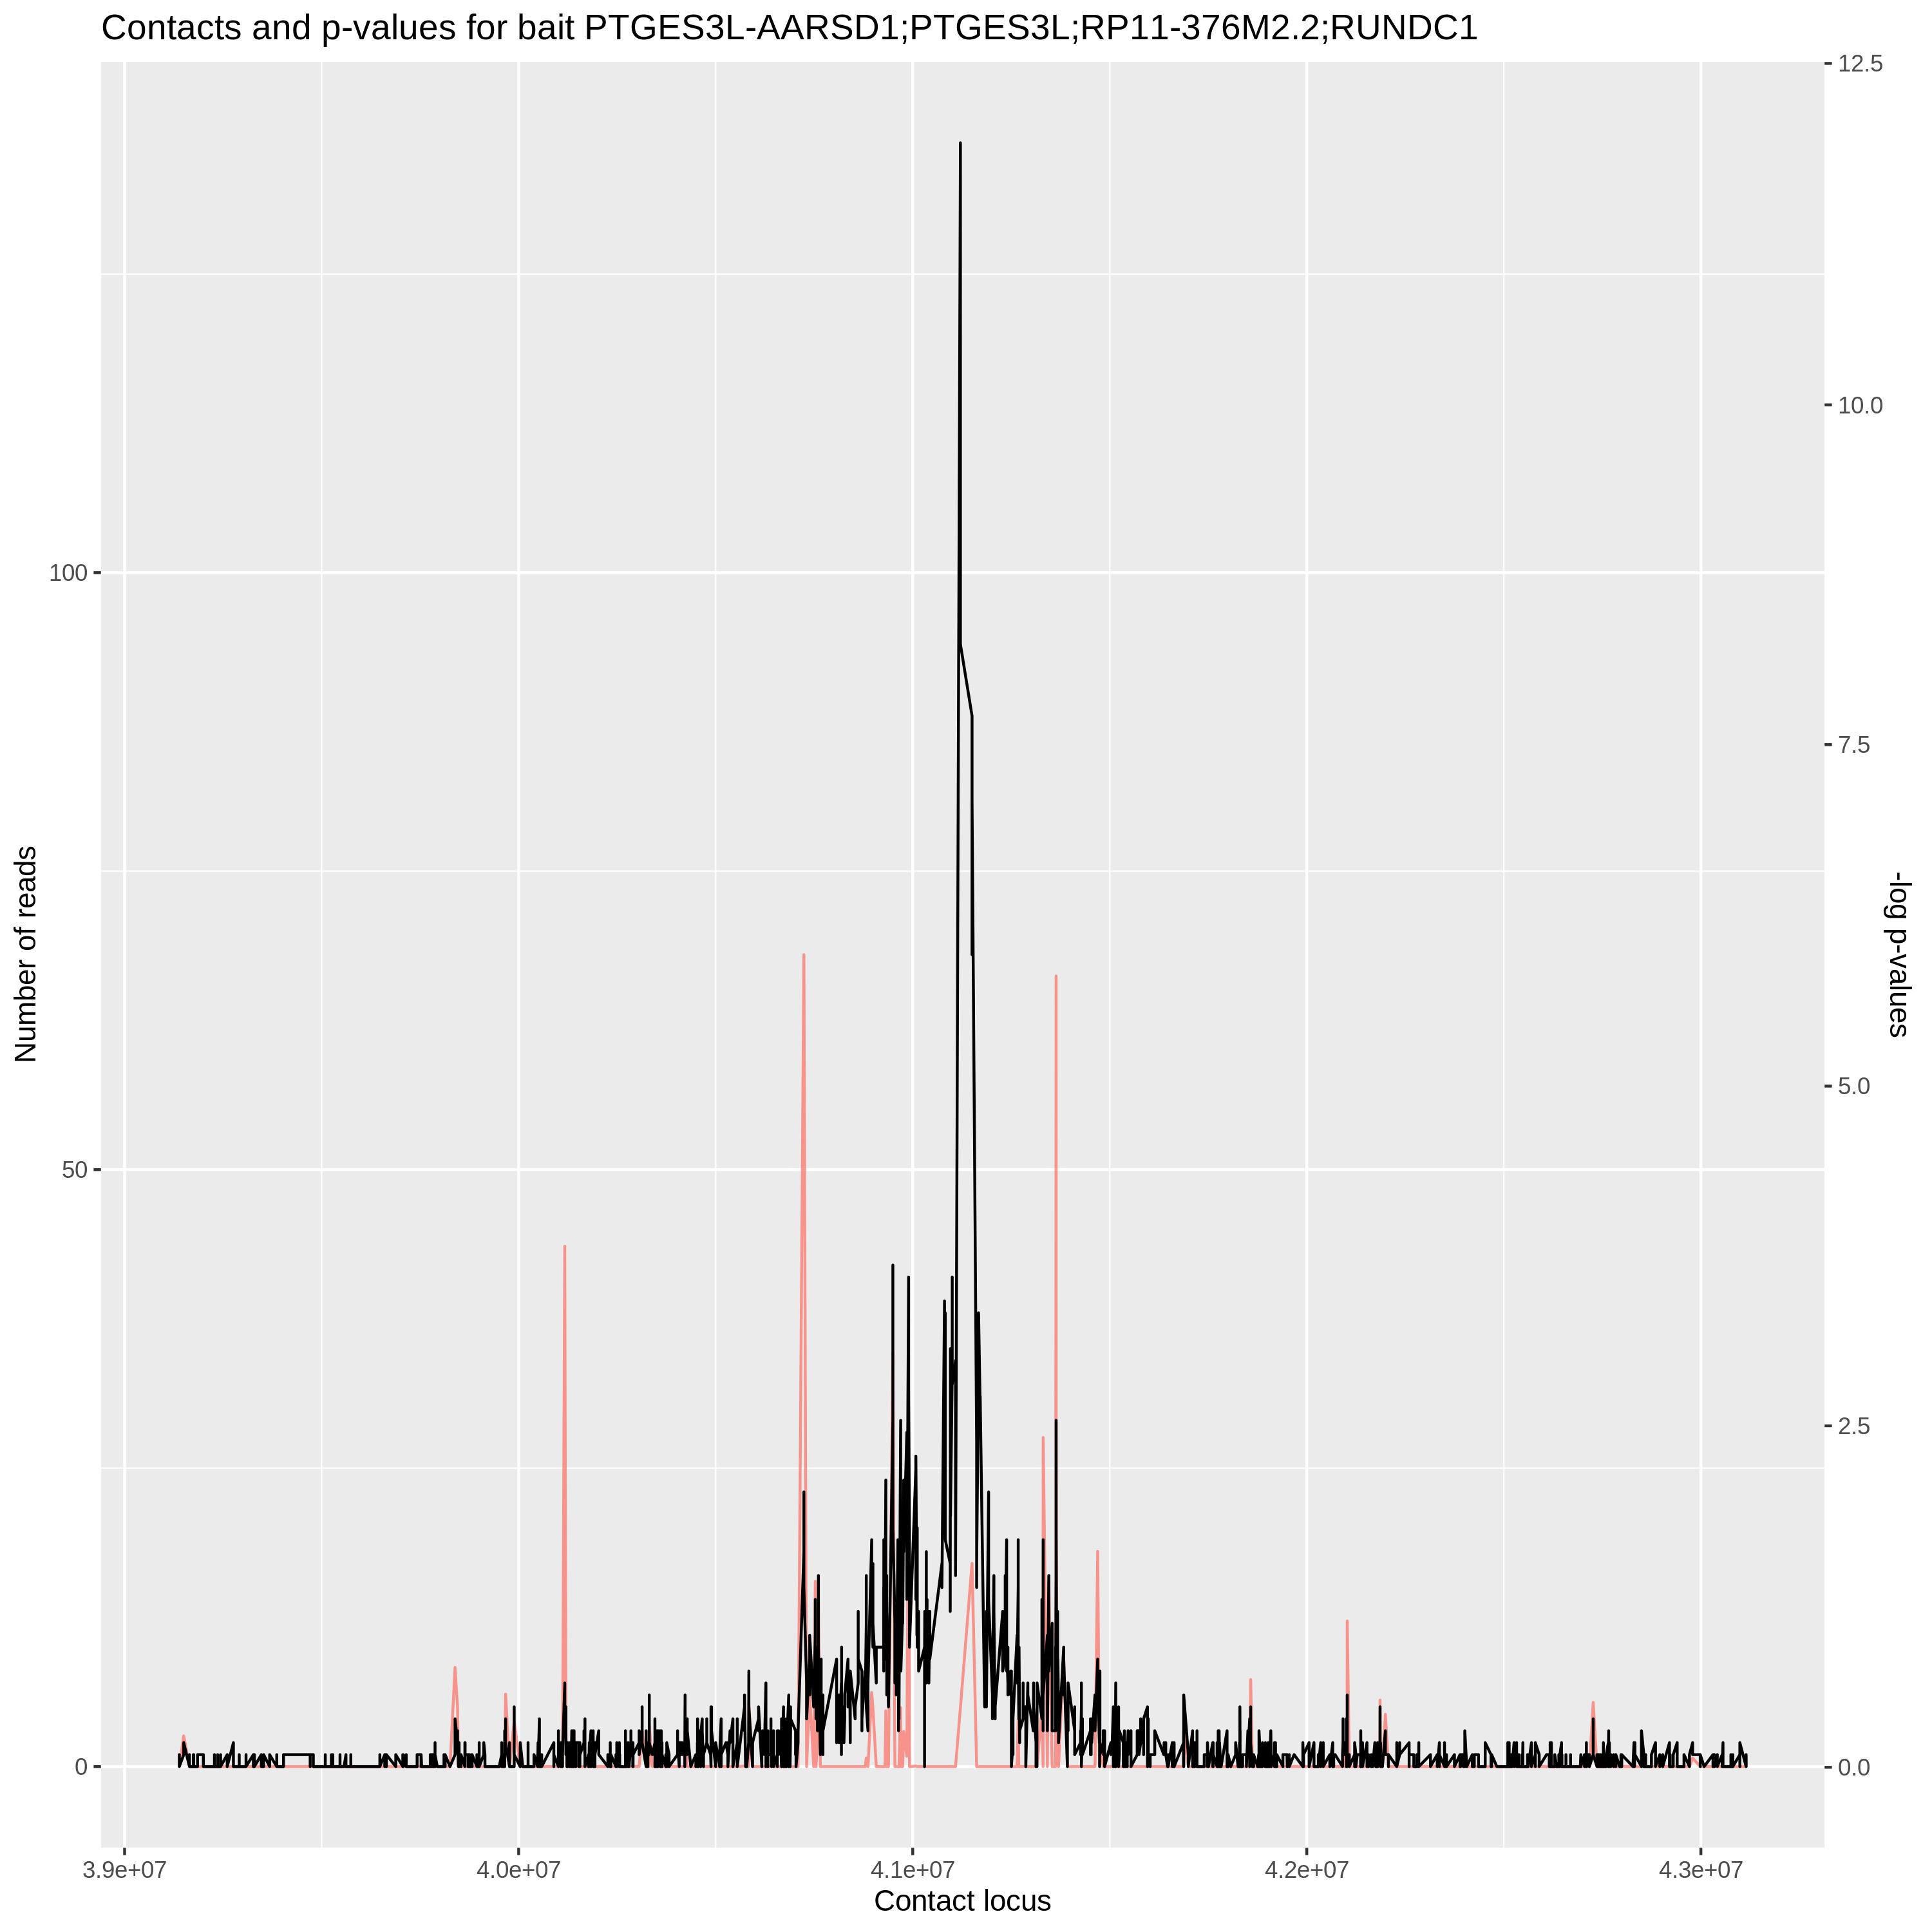 Contacts and p-values for bait PTGES3L-AARSD1;PTGES3L;RP11-376M2.2;RUNDC1
12.5
10.0
100
7.5
Number of reads
-log p-values
5.0
50
2.5
0
0.0
3.9e+07 4.0e+07 4.1e+07 4.2e+07 4.3e+07
Contact locus